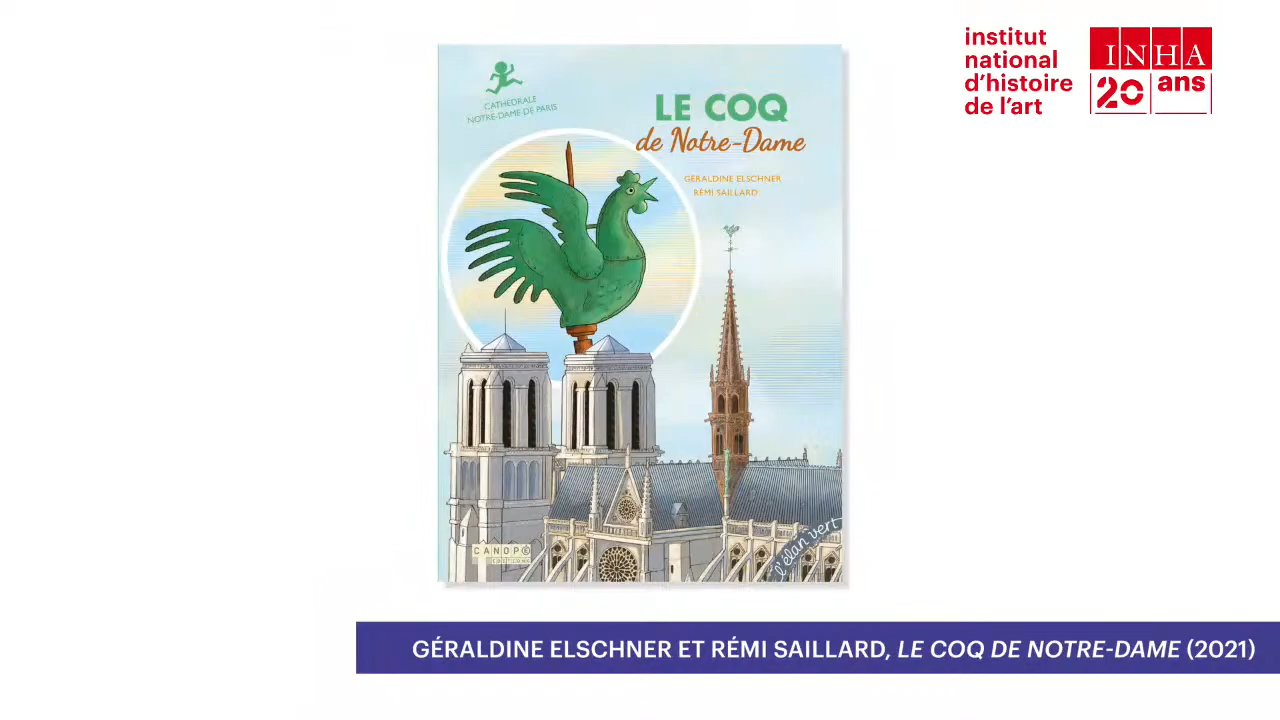 institut
national
d'histoire
de l'art
INHA
20 ans
CATHÉDRALE
NOTRE-DAME DE PARIS
LE COQ
de Notre-Dame
GÉRALDINE ELSCHNER
RÉMI SAILLARD
CANOPÉ
ÉDITIONS
l'élan vert
GÉRALDINE ELSCHNER ET RÉMI SAILLARD, LE COQ DE NOTRE-DAME (2021)